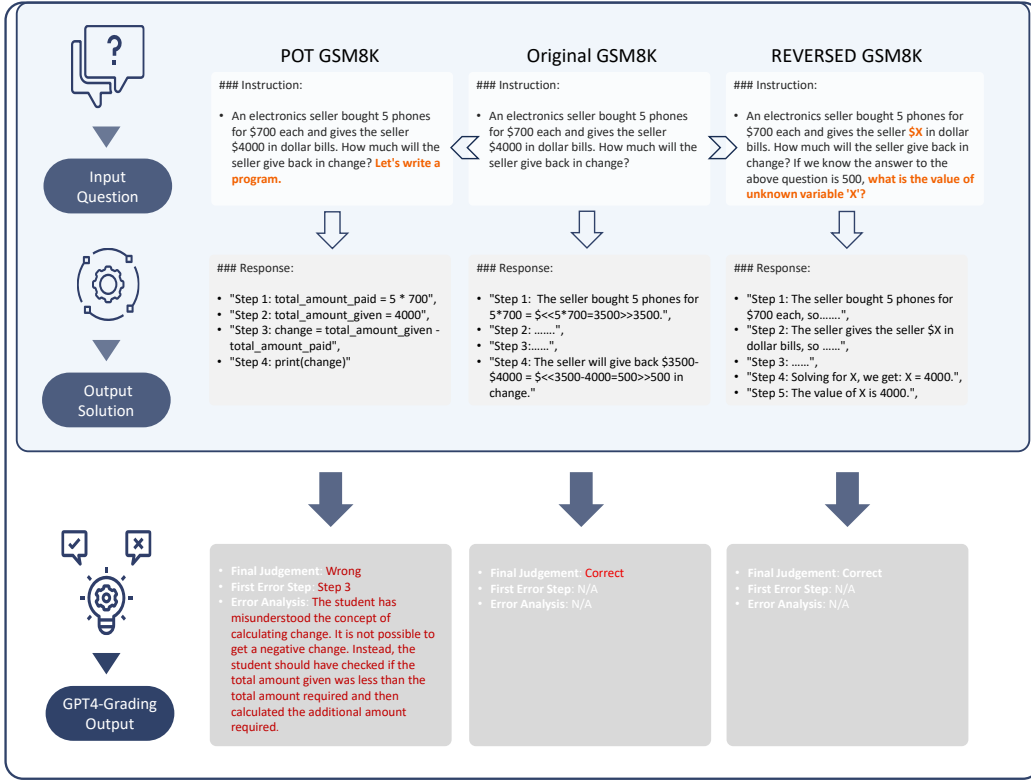 ?
Input
Question
Output
Solution
GPT4-Grading
Output
POT GSM8K
### Instruction:
• An electronics seller bought 5 phones
for $700 each and gives the seller
$4000 in dollar bills. How much will the
seller give back in change? Let's write a
program.
### Response:
• "Step 1: total_amount_paid = 5 * 700",
• "Step 2: total_amount_given = 4000",
• "Step 3: change = total_amount_given -
total_amount_paid",
• "Step 4: print(change)"
• Final Judgement: Wrong
• First Error Step: Step 3
• Error Analysis: The student has
misunderstood the concept of
calculating change. It is not possible to
get a negative change. Instead, the
student should have checked if the
total amount given was less than the
total amount required and then
calculated the additional amount
required.
Original GSM8K
### Instruction:
• An electronics seller bought 5 phones
for $700 each and gives the seller
$4000 in dollar bills. How much will the
seller give back in change?
### Response:
• "Step 1:  The seller bought 5 phones for
5*700 = $<<5*700=3500>>3500.",
• "Step 2: …….",
• "Step 3:……",
• "Step 4: The seller will give back $3500-
$4000 = $<<3500-4000=500>>500 in
change."
• Final Judgement: Correct
• First Error Step: N/A
• Error Analysis: N/A
REVERSED GSM8K
### Instruction:
• An electronics seller bought 5 phones for
$700 each and gives the seller $X in dollar
bills. How much will the seller give back in
change? If we know the answer to the
above question is 500, what is the value of
unknown variable 'X'?
### Response:
• "Step 1: The seller bought 5 phones for
$700 each, so…….",
• "Step 2: The seller gives the seller $X in
dollar bills, so ……",
• "Step 3: ……",
• "Step 4: Solving for X, we get: X = 4000.",
• "Step 5: The value of X is 4000.",
• Final Judgement: Correct
• First Error Step: N/A
• Error Analysis: N/A